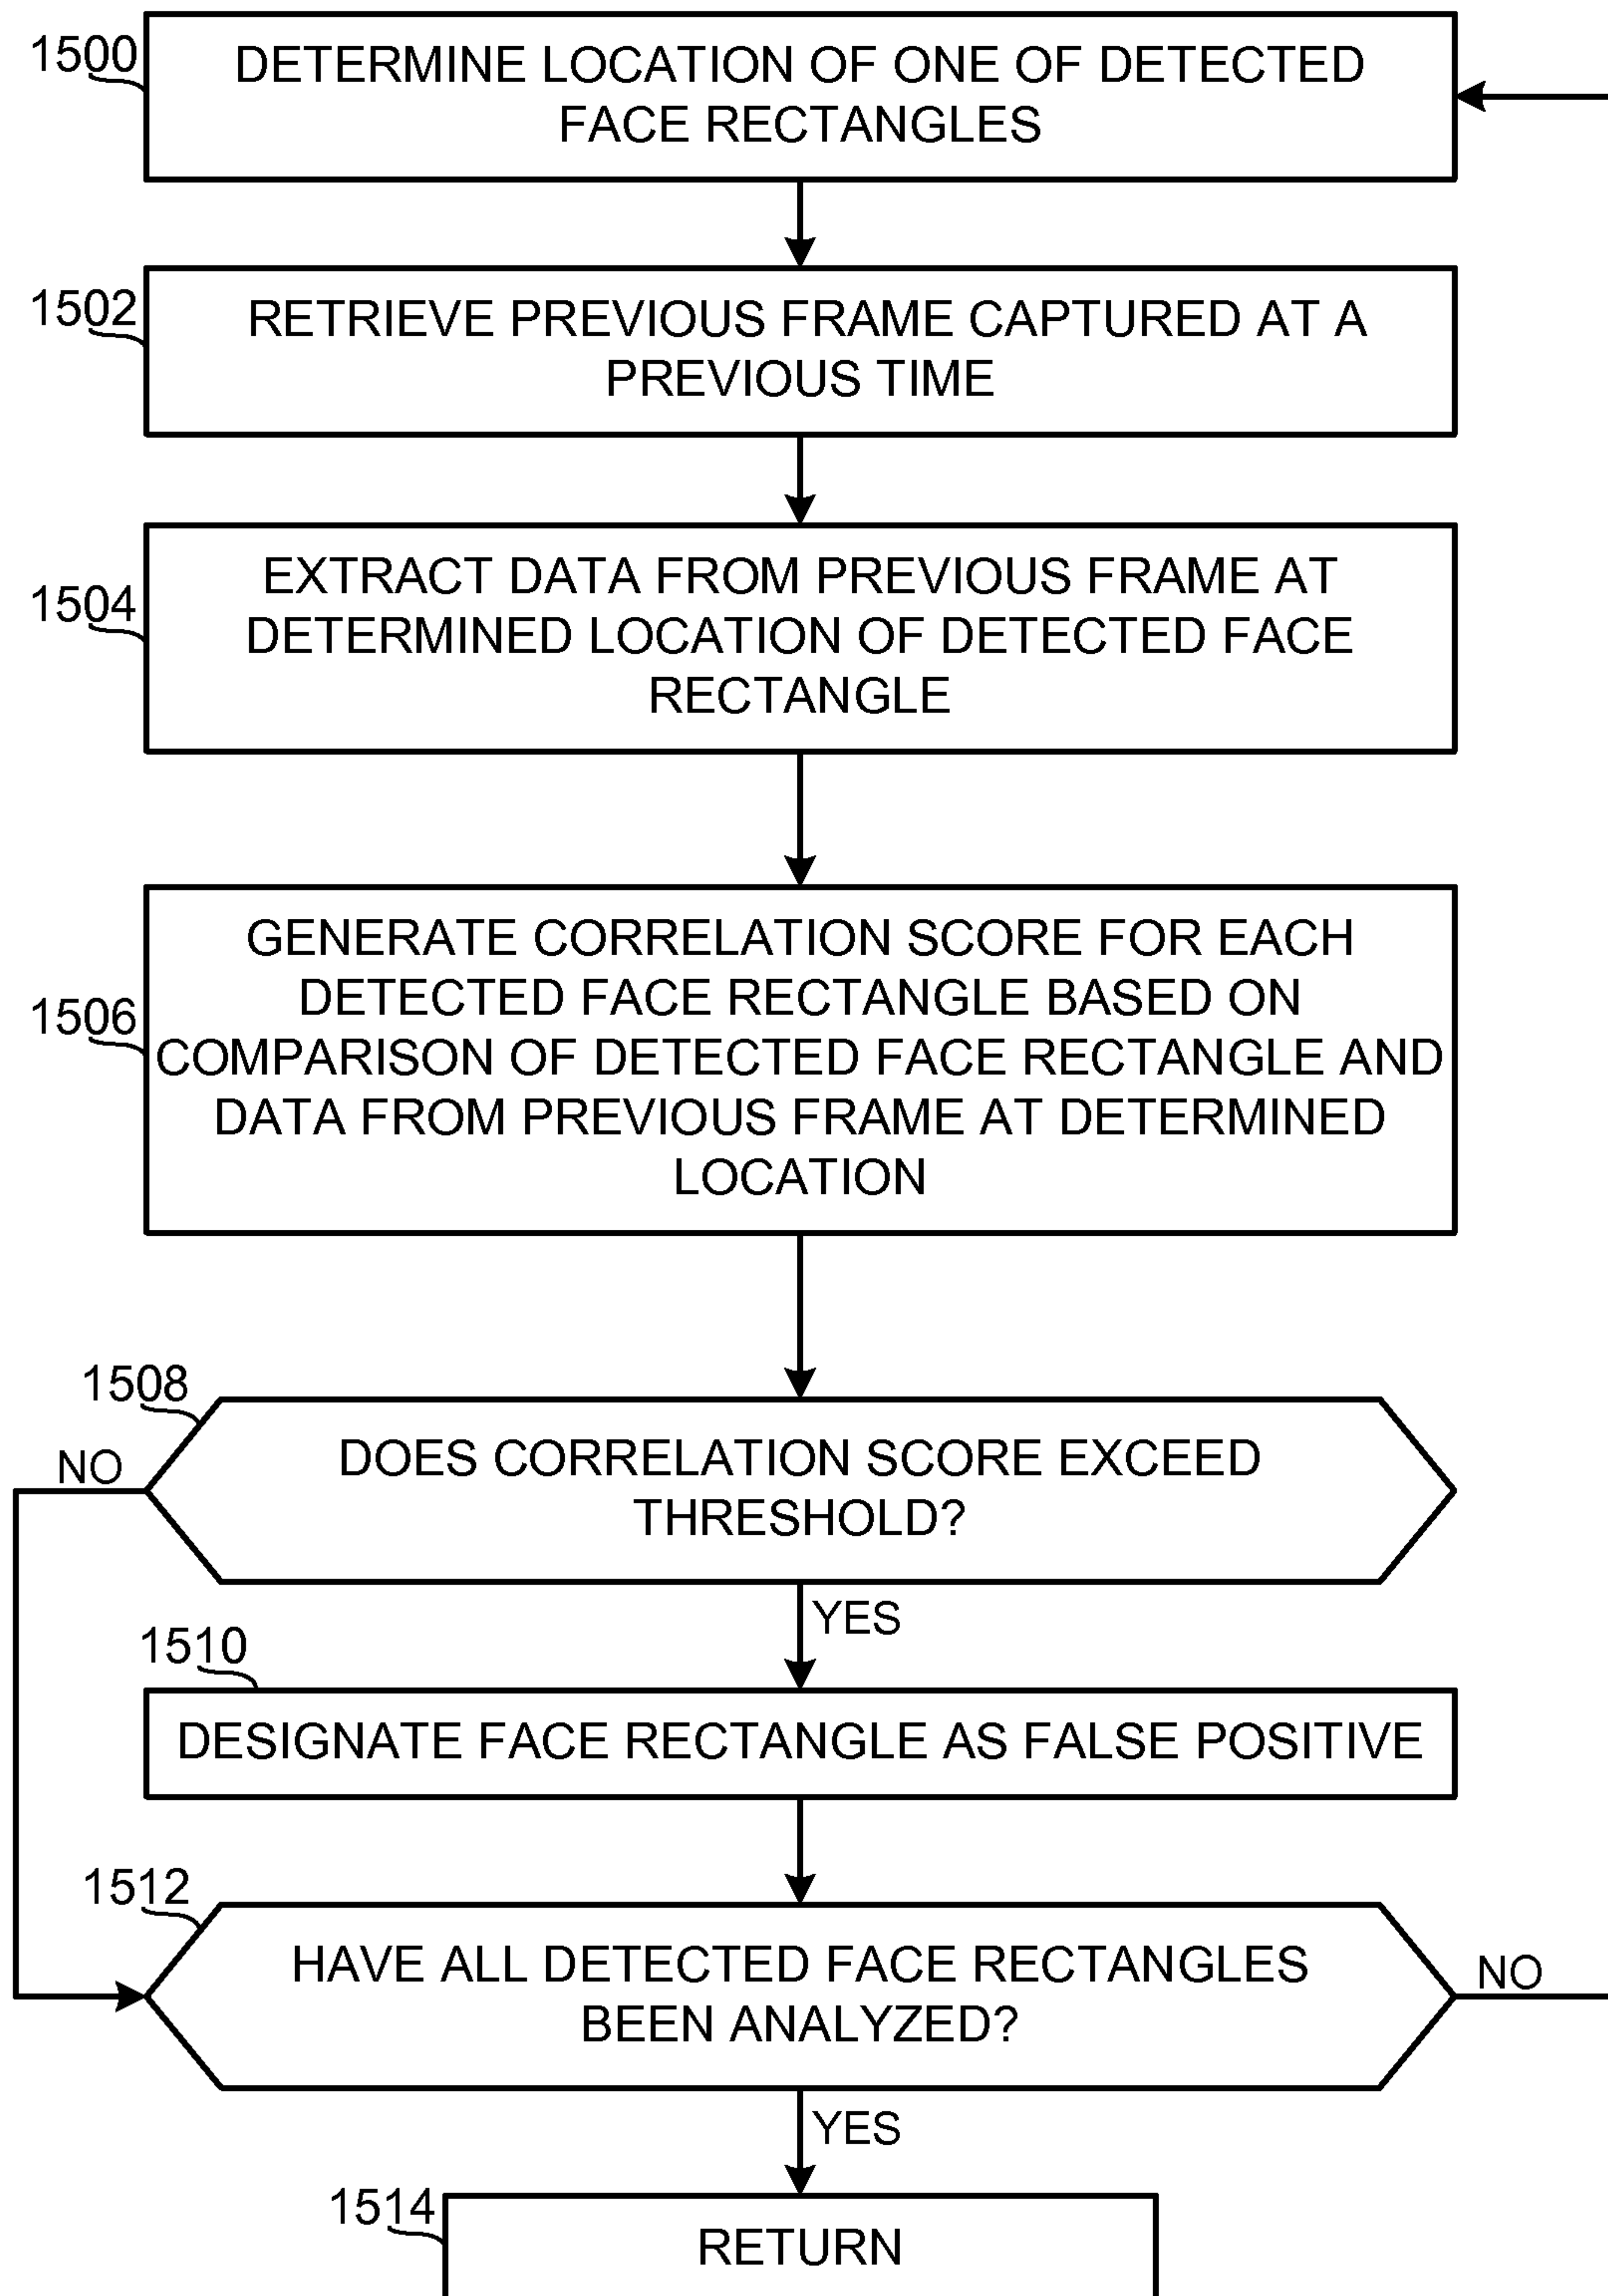 1500
DETERMINE LOCATION OF ONE OF DETECTED
FACE RECTANGLES
1502
RETRIEVE PREVIOUS FRAME CAPTURED AT A
PREVIOUS TIME
1504
EXTRACT DATA FROM PREVIOUS FRAME AT
DETERMINED LOCATION OF DETECTED FACE
RECTANGLE
1506
GENERATE CORRELATION SCORE FOR EACH
DETECTED FACE RECTANGLE BASED ON
COMPARISON OF DETECTED FACE RECTANGLE AND
DATA FROM PREVIOUS FRAME AT DETERMINED
LOCATION
1508
NO
DOES CORRELATION SCORE EXCEED
THRESHOLD?
YES
1510
DESIGNATE FACE RECTANGLE AS FALSE POSITIVE
1512
HAVE ALL DETECTED FACE RECTANGLES
BEEN ANALYZED?
NO
YES
1514
RETURN